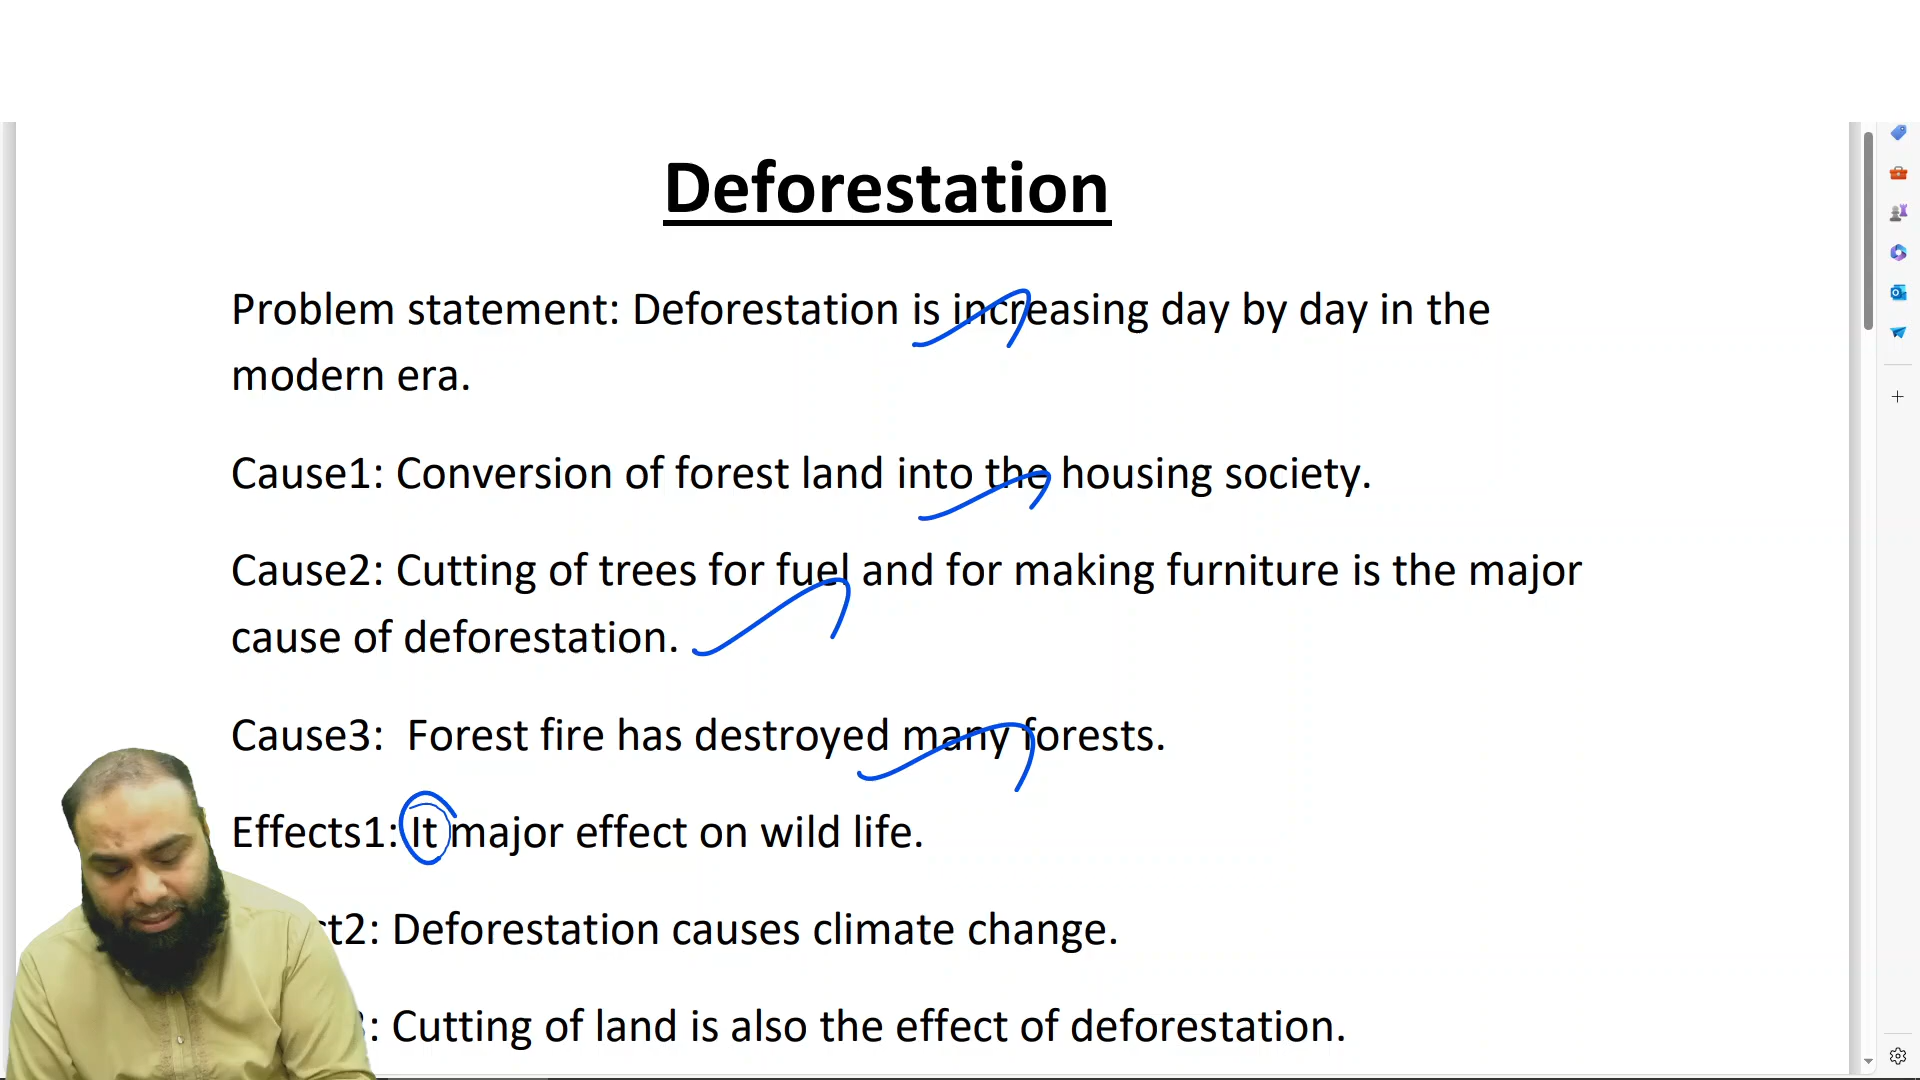 Deforestation
Problem statement: Deforestation is increasing day by day in the
modern era.
Cause1: Conversion of forest land into the housing society.
Cause2: Cutting of trees for fuel and for making furniture is the major
cause of deforestation.
Cause3: Forest fire has destroyed many forests.
Effects1: It major effect on wild life.
ct2: Deforestation causes climate change.
: Cutting of land is also the effect of deforestation.